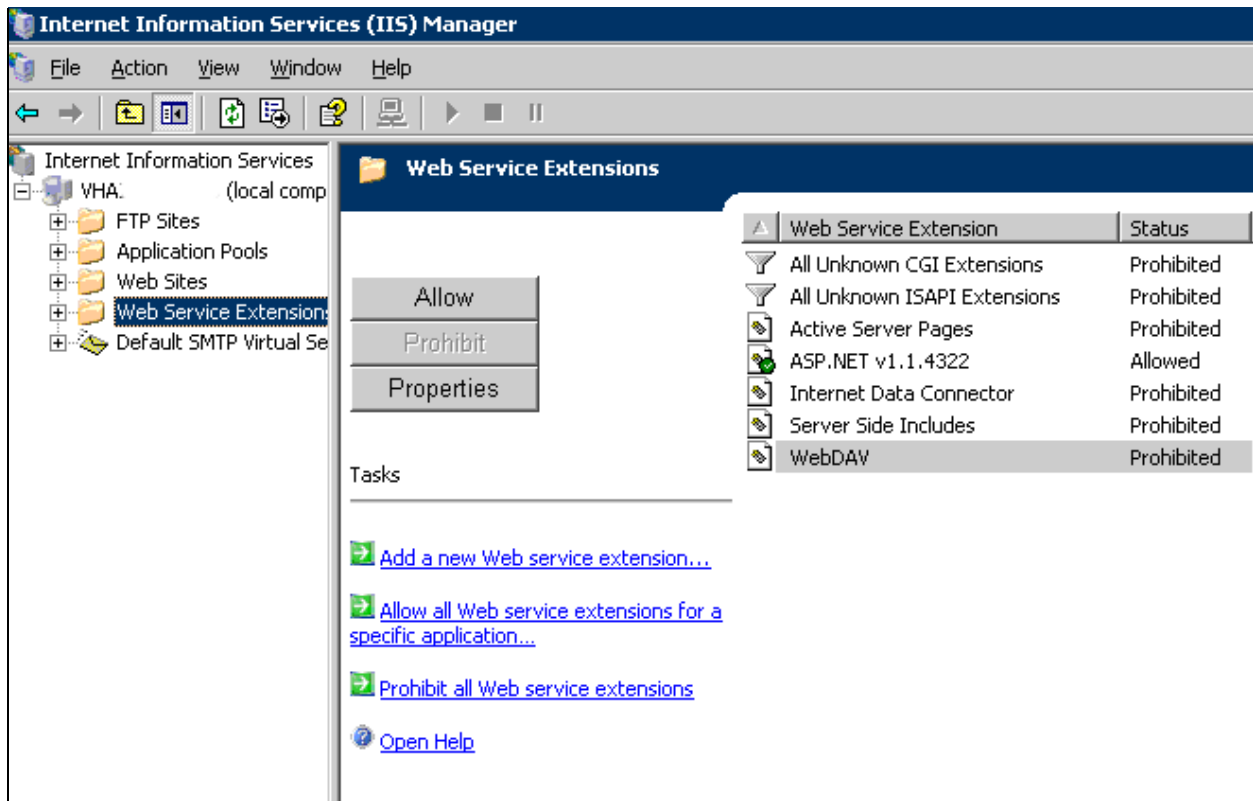 Internet Information Services (IIS) Manager
File Action View Window Help
Internet Information Services
VHA: (local comp
FTP Sites
Application Pools
Web Sites
Web Service Extension
Default SMTP Virtual Se
Web Service Extensions
Allow
Prohibit
Properties
Tasks
Add a new Web service extension...
Allow all Web service extensions for a
specific application...
Prohibit all Web service extensions
Open Help
Web Service Extension Status
All Unknown CGI Extensions Prohibited
All Unknown ISAPI Extensions Prohibited
Active Server Pages Prohibited
ASP.NET v1.1.4322 Allowed
Internet Data Connector Prohibited
Server Side Includes Prohibited
WebDAV Prohibited